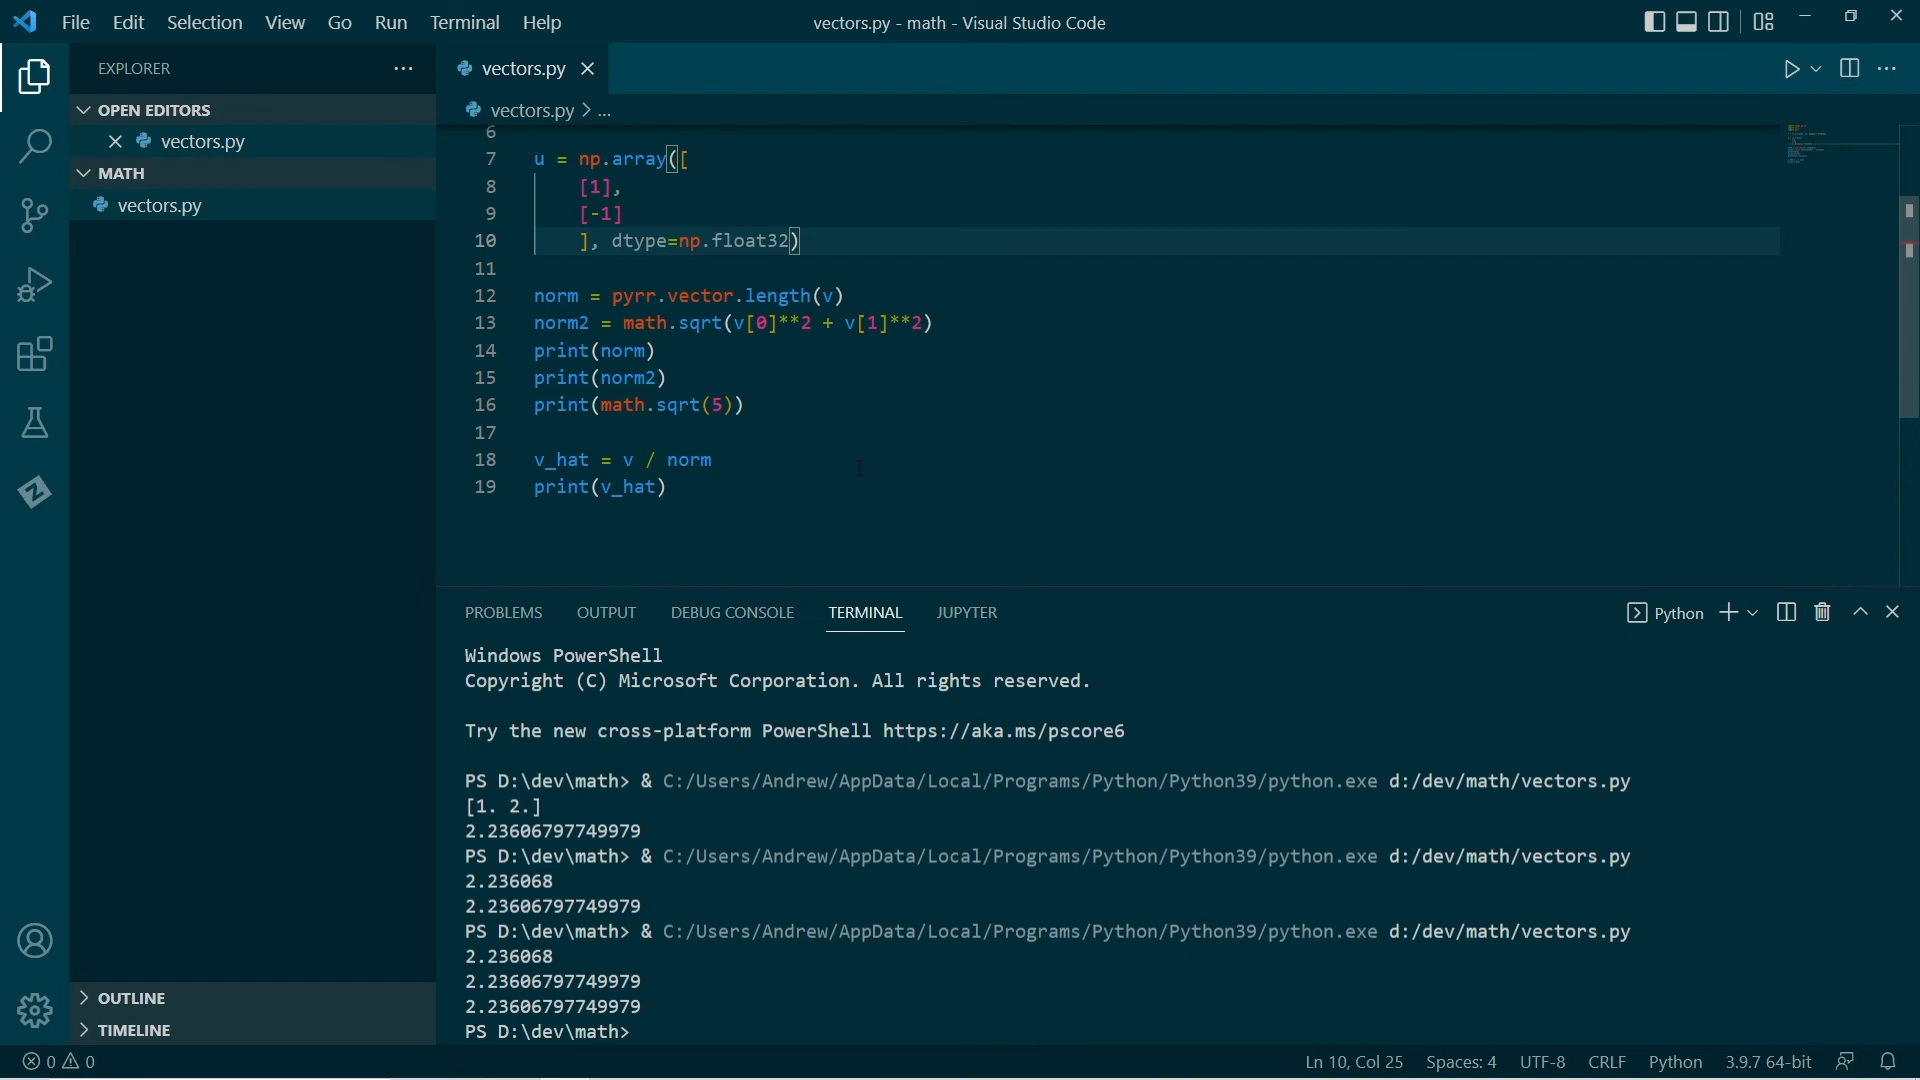 File Edit Selection View Go Run Terminal Help
vectors.py - math - Visual Studio Code
EXPLORER
OPEN EDITORS
vectors.py
MATH
vectors.py
vectors.py
vectors.py > ...
6
7 u = np.array([
8 [1],
9 [-1]
10 ], dtype=np.float32)
11
12 norm = pyrr.vector.length(v)
13 norm2 = math.sqrt(v[0]**2 + v[1]**2)
14 print(norm)
15 print(norm2)
16 print(math.sqrt(5))
17
18 v_hat = v / norm
19 print(v_hat)
PROBLEMS OUTPUT DEBUG CONSOLE TERMINAL JUPYTER
Python
Windows PowerShell
Copyright (C) Microsoft Corporation. All rights reserved.
Try the new cross-platform PowerShell https://aka.ms/pscore6
PS D:\dev\math> & C:/Users/Andrew/AppData/Local/Programs/Python/Python39/python.exe d:/dev/math/vectors.py
[1. 2.]
2.23606797749979
PS D:\dev\math> & C:/Users/Andrew/AppData/Local/Programs/Python/Python39/python.exe d:/dev/math/vectors.py
2.236068
2.23606797749979
PS D:\dev\math> & C:/Users/Andrew/AppData/Local/Programs/Python/Python39/python.exe d:/dev/math/vectors.py
2.236068
2.23606797749979
2.23606797749979
PS D:\dev\math>
OUTLINE
TIMELINE
0 0
Ln 10, Col 25 Spaces: 4 UTF-8 CRLF Python 3.9.7 64-bit